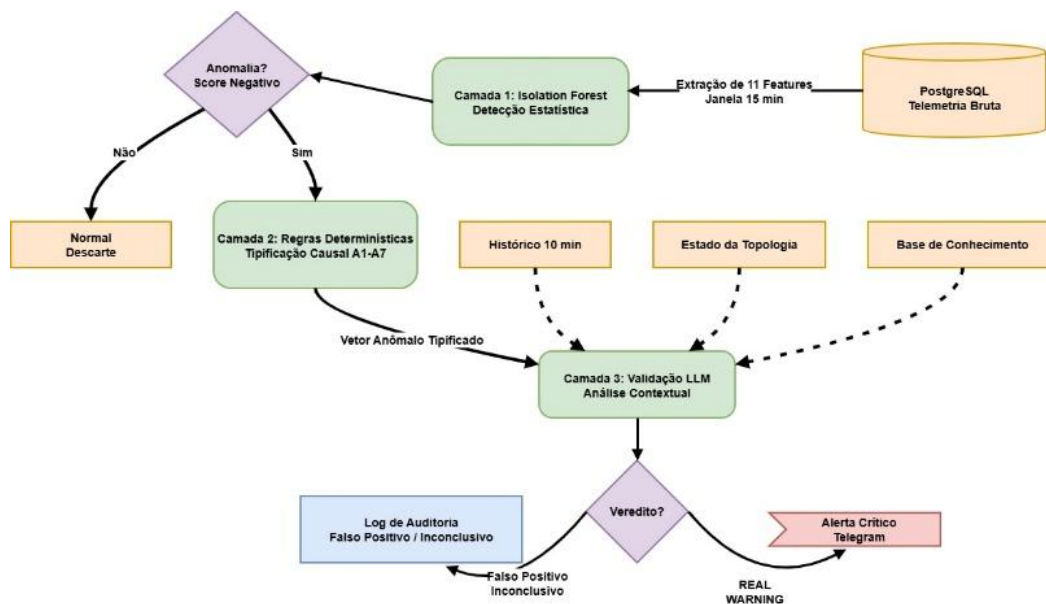 Anomalia?
Score Negativo
Camada 1: Isolation Forest
Detecção Estatística
Extração de 11 Features
Janela 15 min
PostgreSQL
Telemetria Bruta
Não
Sim
Normal
Descarte
Camada 2: Regras Determinísticas
Tipificação Causal A1-A7
Histórico 10 min
Estado da Topologia
Base de Conhecimento
Vetor Anômalo Tipificado
Camada 3: Validação LLM
Análise Contextual
Veredito?
Log de Auditoria
Falso Positivo / Inconclusivo
Alerta Crítico
Telegram
Falso Positivo
Inconclusivo
REAL
WARNING